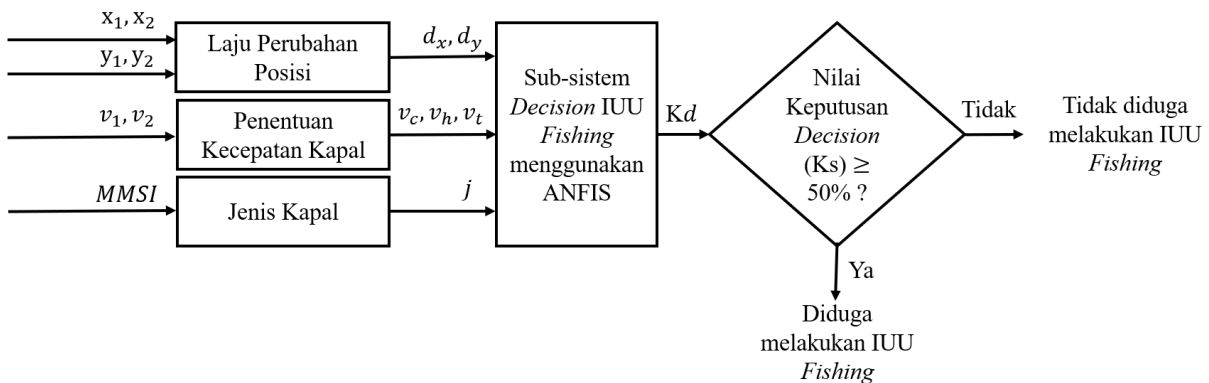 x₁, x₂
y₁, y₂
Laju Perubahan
Posisi
dₓ, d_y
v₁, v₂
Penentuan
Kecepatan Kapal
v_c, v_h, v_t
MMSI
Jenis Kapal
j
Sub-sistem
Decision IUU
Fishing
menggunakan
ANFIS
Kd
Nilai
Keputusan
Decision
(Ks) ≥
50% ?
Tidak
Tidak diduga
melakukan IUU
Fishing
Ya
Diduga
melakukan IUU
Fishing